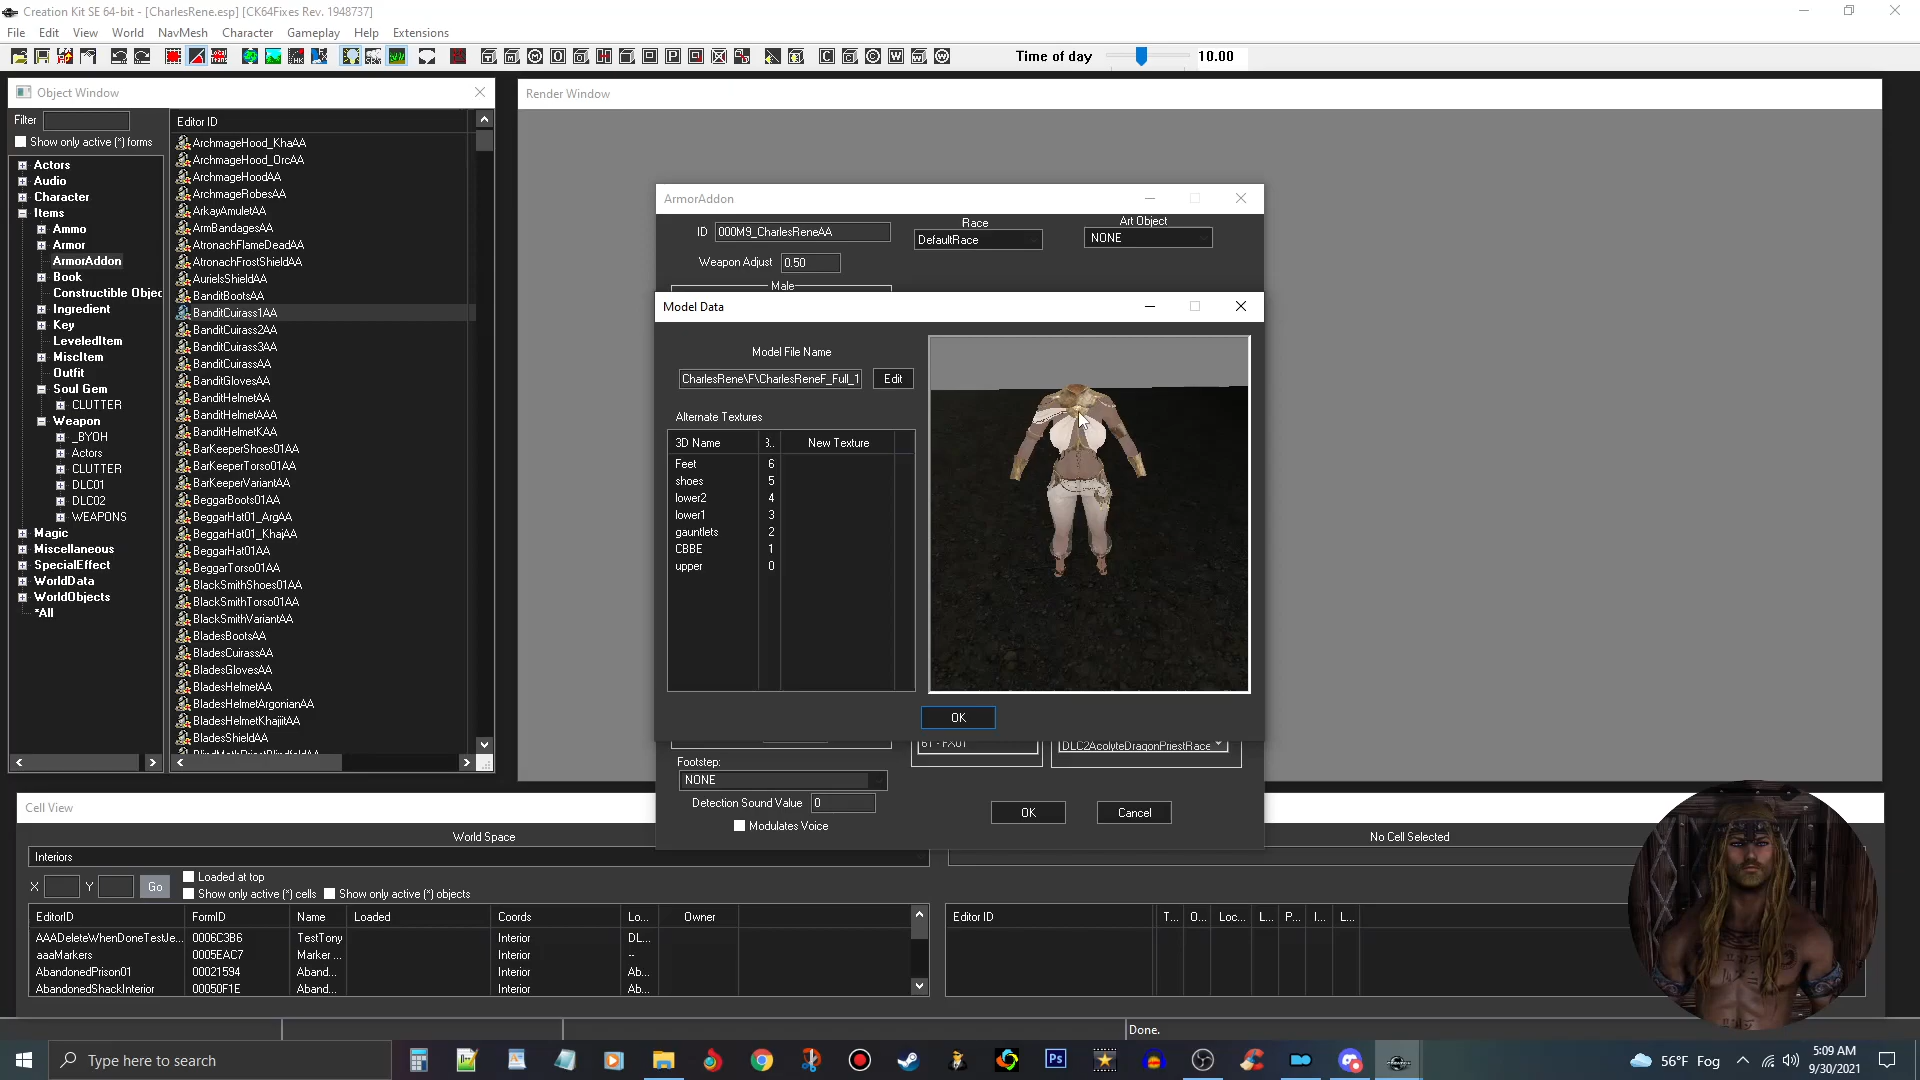 Creation Kit SE 64-bit - [CharlesRene.esp] [CK64Fixes Rev. 1948737]
File Edit View World NavMesh Character Gameplay Help Extensions
Time of day 10.00
Object Window
Filter
Show only active (*) forms
Actors
Audio
Character
Items
Ammo
Armor
ArmorAddon
Book
Constructible Objec
Ingredient
Key
LeveledItem
MiscItem
Outfit
Soul Gem
CLUTTER
Weapon
_BYOH
Actors
CLUTTER
DLC01
DLC02
WEAPONS
Magic
Miscellaneous
SpecialEffect
WorldData
WorldObjects
*All
Editor ID
ArchmageHood_KhaAA
ArchmageHood_OrcAA
ArchmageHoodAA
ArchmageRobesAA
ArkayAmuletAA
ArmBandagesAA
AtronachFlameDeadAA
AtronachFrostShieldAA
AurielsShieldAA
BanditBootsAA
BanditCuirass1AA
BanditCuirass2AA
BanditCuirass3AA
BanditCuirassAA
BanditGlovesAA
BanditHelmetAA
BanditHelmetAAA
BanditHelmetKAA
BarKeeperShoes01AA
BarKeeperTorso01AA
BarKeeperVariantAA
BeggarBoots01AA
BeggarHat01_ArgAA
BeggarHat01_KhajAA
BeggarHat01AA
BeggarTorso01AA
BlackSmithShoes01AA
BlackSmithTorso01AA
BlackSmithVariantAA
BladesBootsAA
BladesCuirassAA
BladesGlovesAA
BladesHelmetAA
BladesHelmetArgonianAA
BladesHelmetKhajiitAA
BladesShieldAA
Render Window
ArmorAddon
ID 000M9_CharlesReneAA
Race
DefaultRace
Art Object
NONE
Weapon Adjust 0.50
Male
Model Data
Model File Name
CharlesRene\F\CharlesReneF_Full_1 Edit
Alternate Textures
3D Name 3.. New Texture
Feet 6
shoes 5
lower2 4
lower1 3
gauntlets 2
CBBE 1
upper 0
OK
61 - FX01
DLC2AcolyteDragonPriestRace
Footstep:
NONE
Detection Sound Value 0
Modulates Voice
OK Cancel
Cell View
World Space
Interiors
X Y Go
Loaded at top
Show only active (*) cells Show only active (*) objects
EditorID FormID Name Loaded Coords Lo... Owner
AAADeleteWhenDoneTestJe... 0006C3B6 TestTony Interior DL...
aaaMarkers 0005EAC7 Marker ... Interior --
AbandonedPrison01 00021594 Aband... Interior Ab...
AbandonedShackInterior 00050F1E Aband... Interior Ab...
No Cell Selected
Editor ID T... O... Loc... L... P... I... L...
Done.
Type here to search
Ps
56°F Fog
5:09 AM
9/30/2021